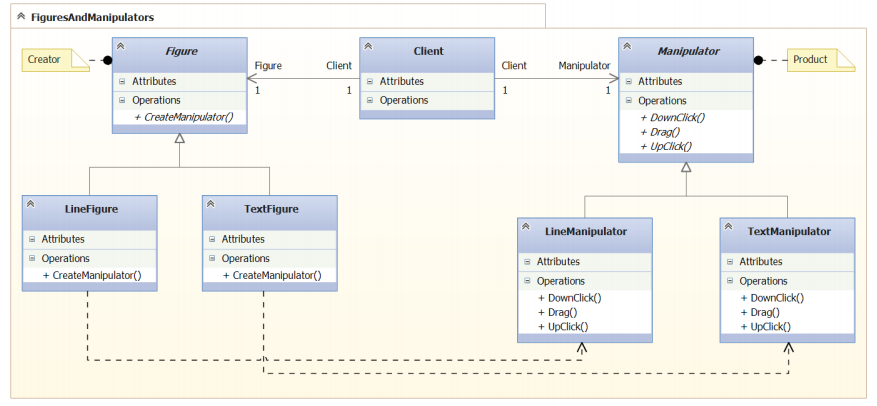 FiguresAndManipulators
Creator
Figure
Attributes
Operations
+ CreateManipulator()
Figure
1
Client
1
Client
Attributes
Operations
Client
1
Manipulator
1
Manipulator
Attributes
Operations
+ DownClick()
+ Drag()
+ UpClick()
Product
LineFigure
Attributes
Operations
+ CreateManipulator()
TextFigure
Attributes
Operations
+ CreateManipulator()
LineManipulator
Attributes
Operations
+ DownClick()
+ Drag()
+ UpClick()
TextManipulator
Attributes
Operations
+ DownClick()
+ Drag()
+ UpClick()